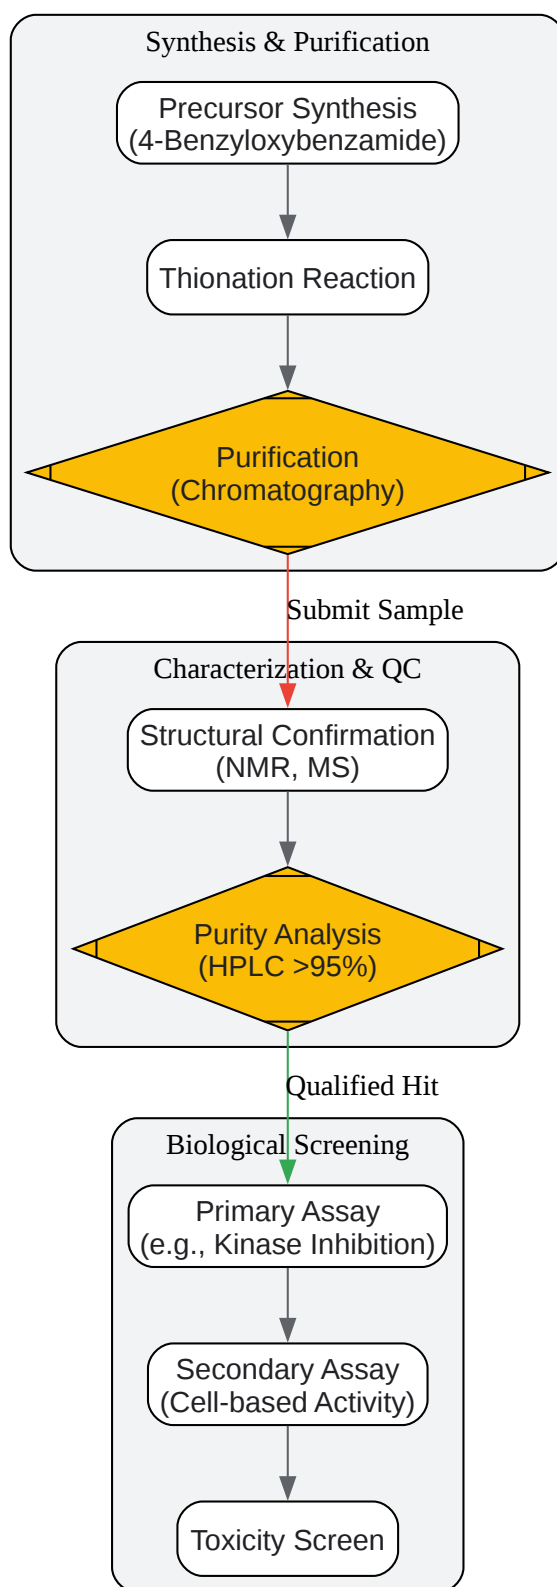 Synthesis & Purification
Precursor Synthesis
(4-Benzyloxybenzamide)
Thionation Reaction
Purification
(Chromatography)
Submit Sample
Characterization & QC
Structural Confirmation
(NMR, MS)
Purity Analysis
(HPLC >95%)
Qualified Hit
Biological Screening
Primary Assay
(e.g., Kinase Inhibition)
Secondary Assay
(Cell-based Activity)
Toxicity Screen